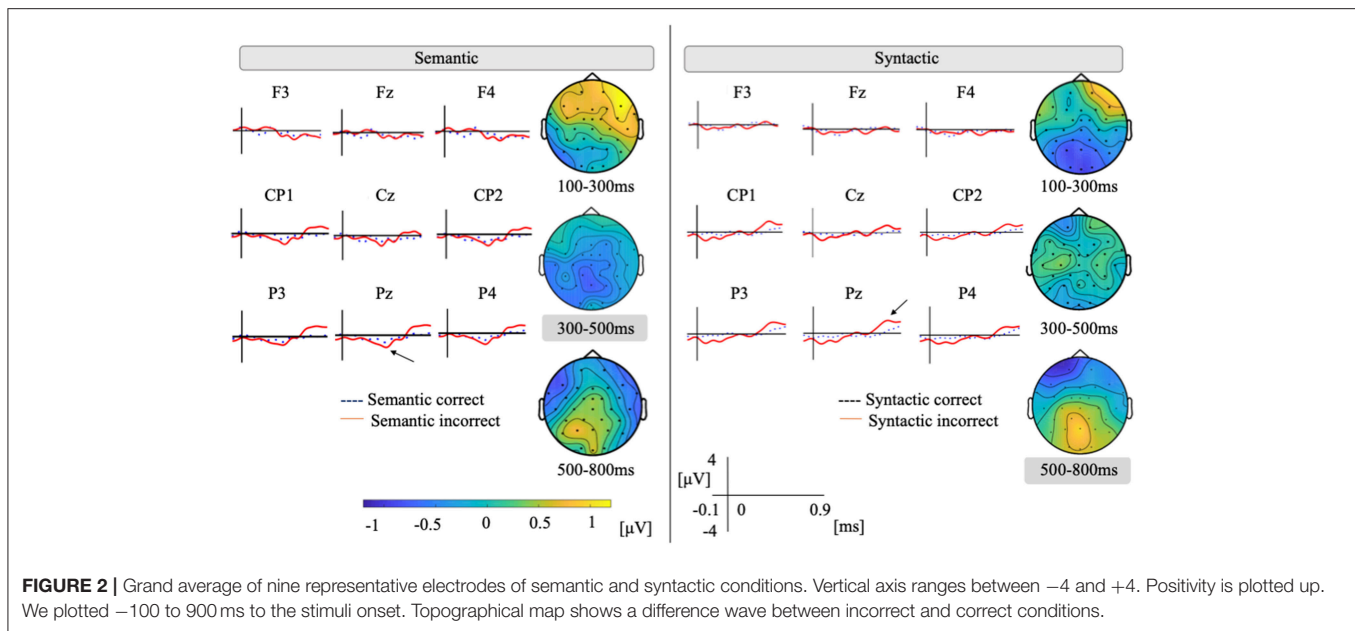 Semantic
F3 Fz F4
100-300ms
CP1 Cz CP2
P3 Pz P4
300-500ms
---- Semantic correct
— Semantic incorrect
500-800ms
-1 -0.5 0 0.5 1 [µV]
Syntactic
F3 Fz F4
100-300ms
CP1 Cz CP2
P3 Pz P4
300-500ms
---- Syntactic correct
— Syntactic incorrect
500-800ms
4
[µV]
-0.1 0 0.9
-4 [ms]
FIGURE 2 | Grand average of nine representative electrodes of semantic and syntactic conditions. Vertical axis ranges between −4 and +4. Positivity is plotted up.
We plotted −100 to 900 ms to the stimuli onset. Topographical map shows a difference wave between incorrect and correct conditions.